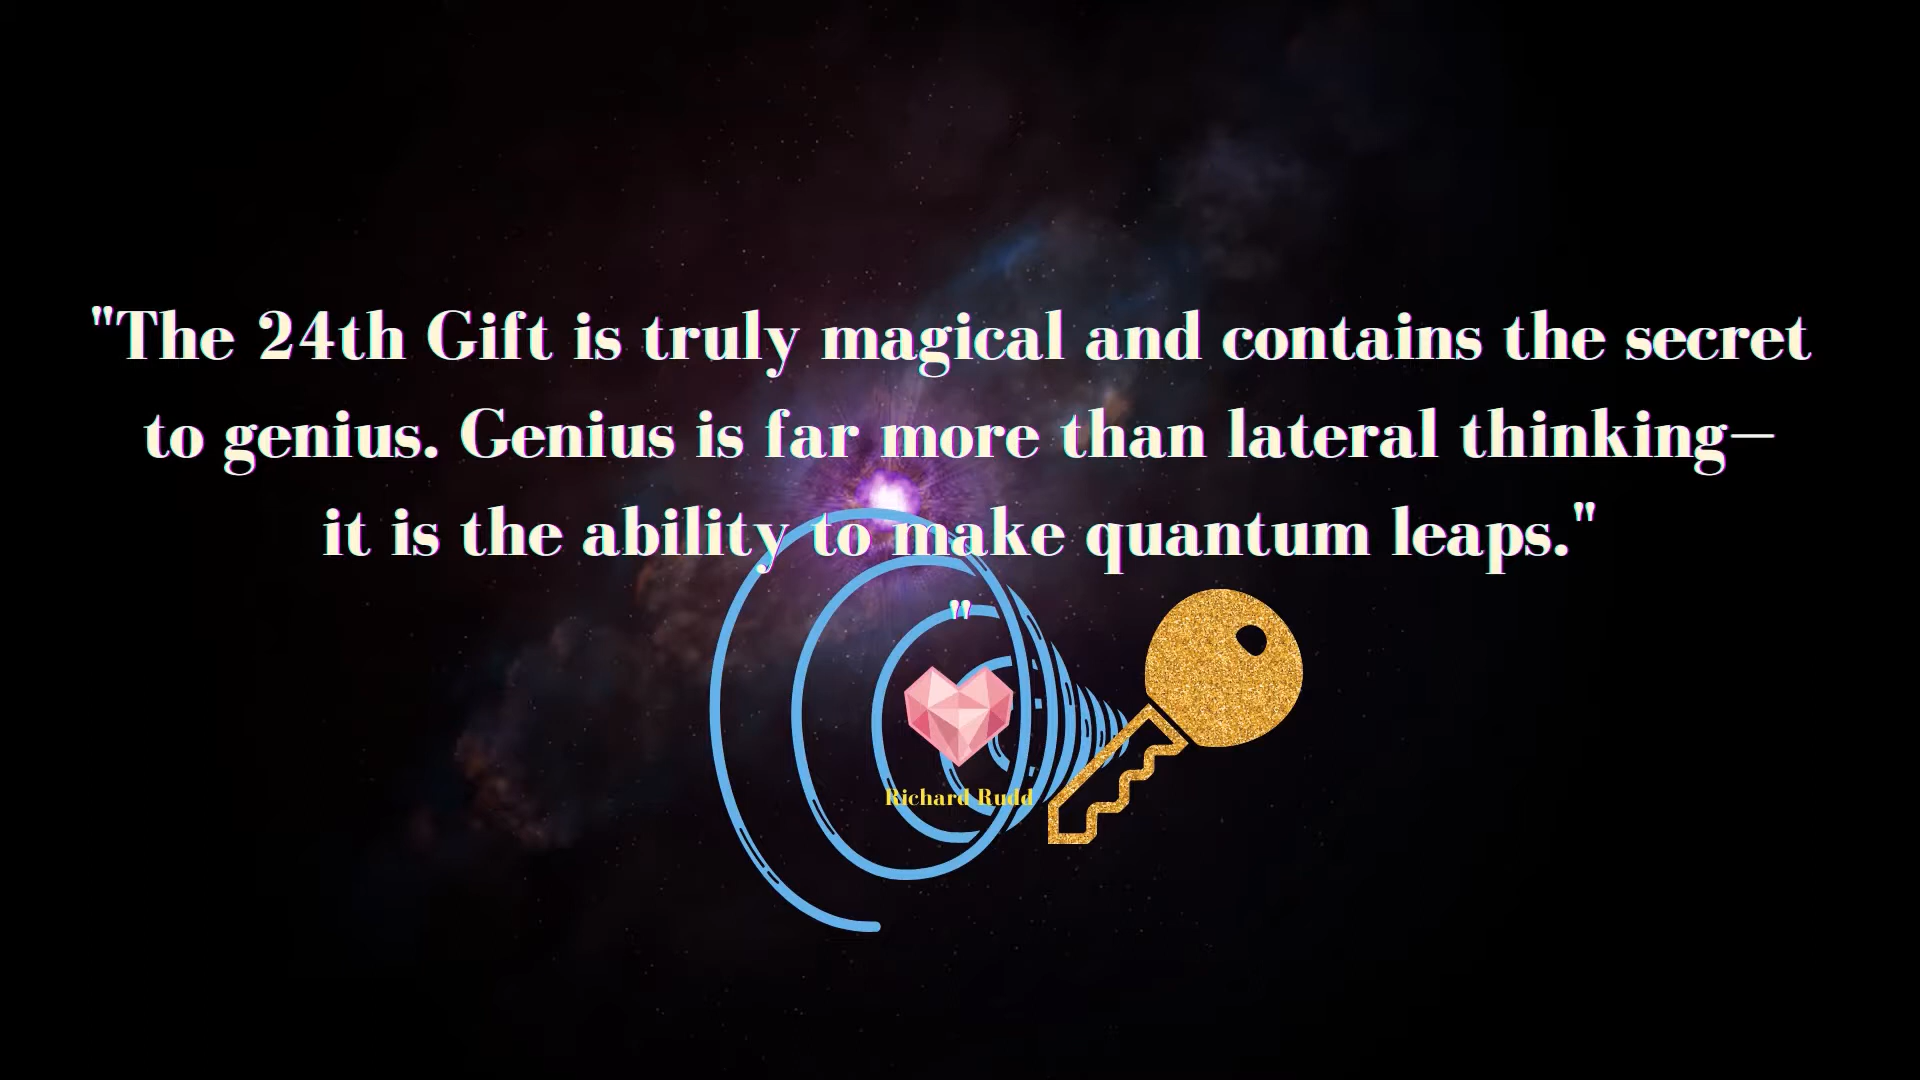 "The 24th Gift is truly magical and contains the secret
to genius. Genius is far more than lateral thinking—
it is the ability to make quantum leaps."
"
Richard Rudd